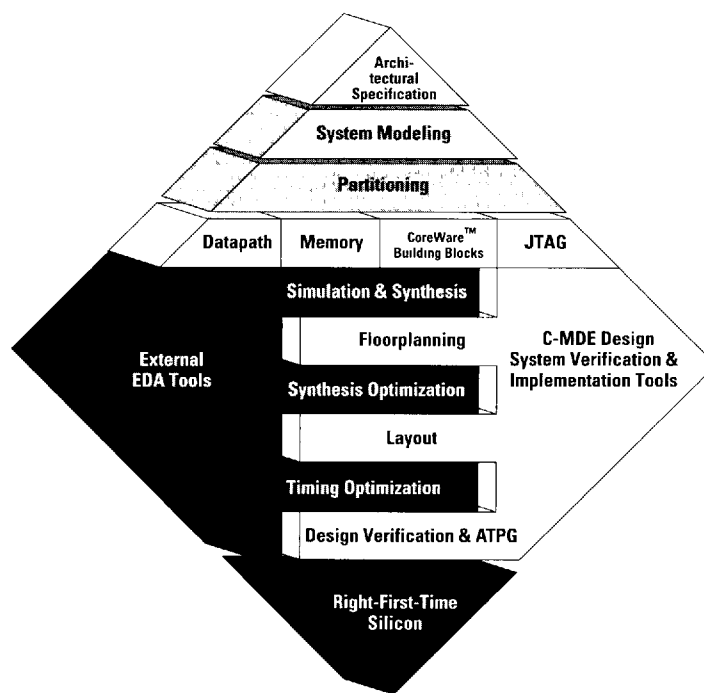 Archi-
tectural
Specification
System Modeling
Partitioning
Datapath
Memory
CoreWare™
Building Blocks
JTAG
Simulation & Synthesis
Floorplanning
External
EDA Tools
C-MDE Design
System Verification &
Implementation Tools
Synthesis Optimization
Layout
Timing Optimization
Design Verification & ATPG
Right-First-Time
Silicon